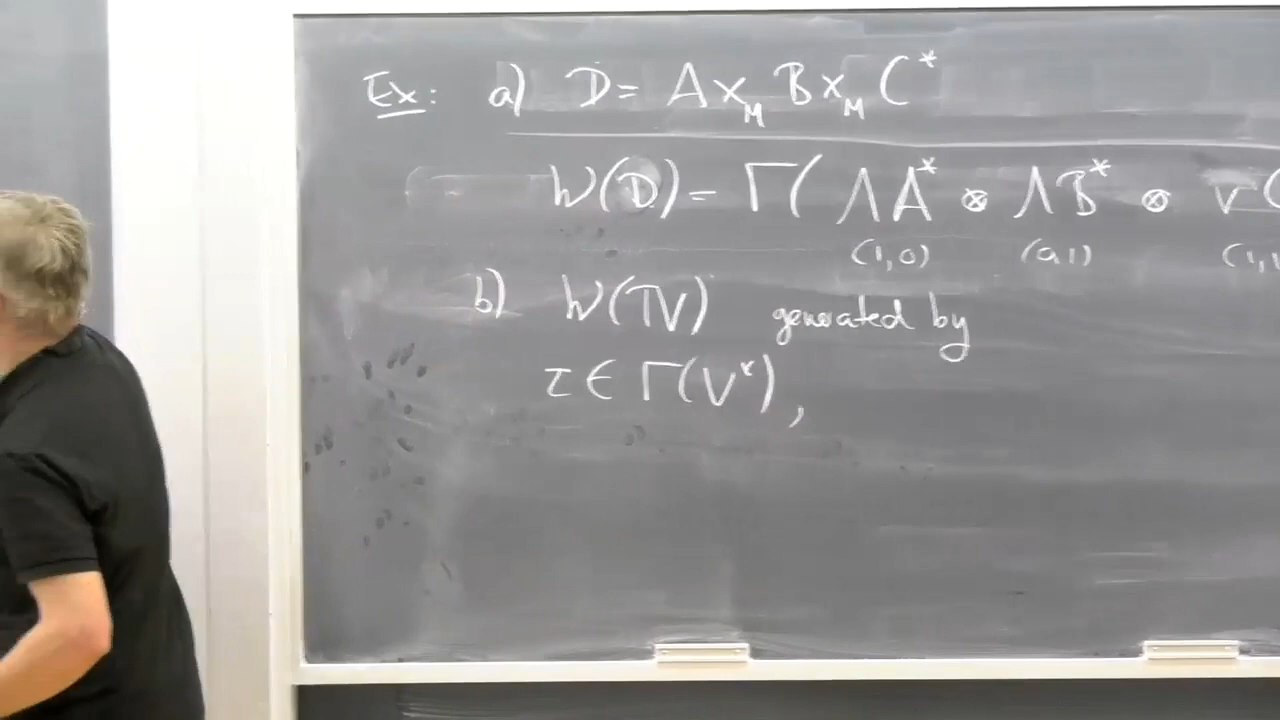 Ex: a) D = A ×_M B ×_M C*
W(D) = Γ( ΛA* ⊗ ΛB* ⊗ ∨C
(1,0) (0,1) (1,1
b) W(TV) generated by
τ ∈ Γ(V*),